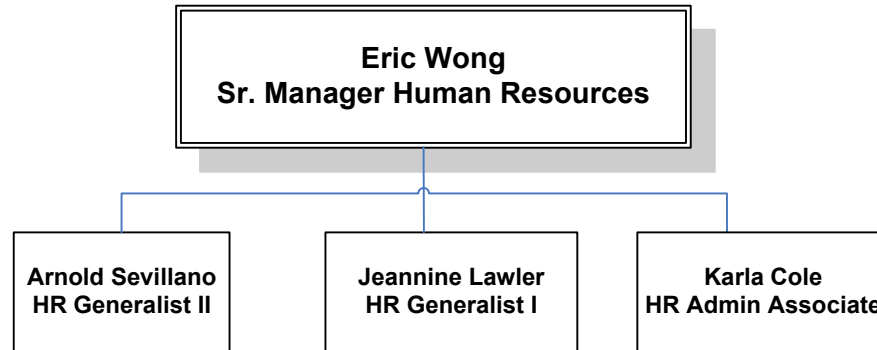 Eric Wong
Sr. Manager Human Resources
Arnold Sevillano
HR Generalist II
Jeannine Lawler
HR Generalist I
Karla Cole
HR Admin Associate